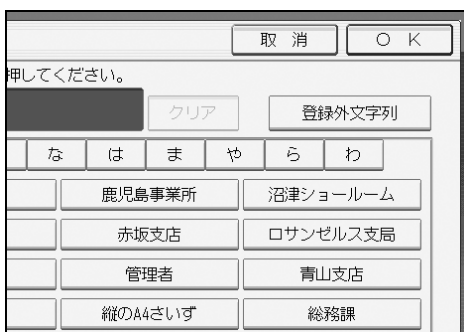 取 消
O K
押してください。
クリア
登録外文字列
な は ま や ら わ
鹿児島事業所
沼津ショールーム
赤坂支店
ロサンゼルス支局
管理者
青山支店
縦のA4さいず
総務課